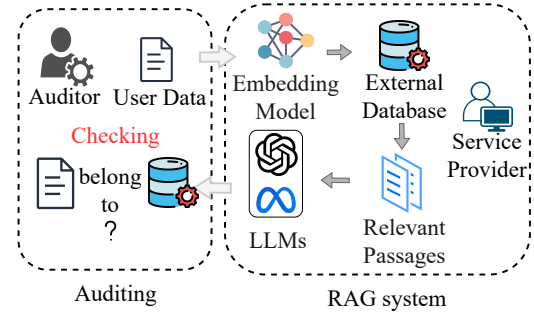 Auditor
User Data
Checking
belong
to
?
Auditing
Embedding
Model
External
Database
Service
Provider
LLMs
Relevant
Passages
RAG system